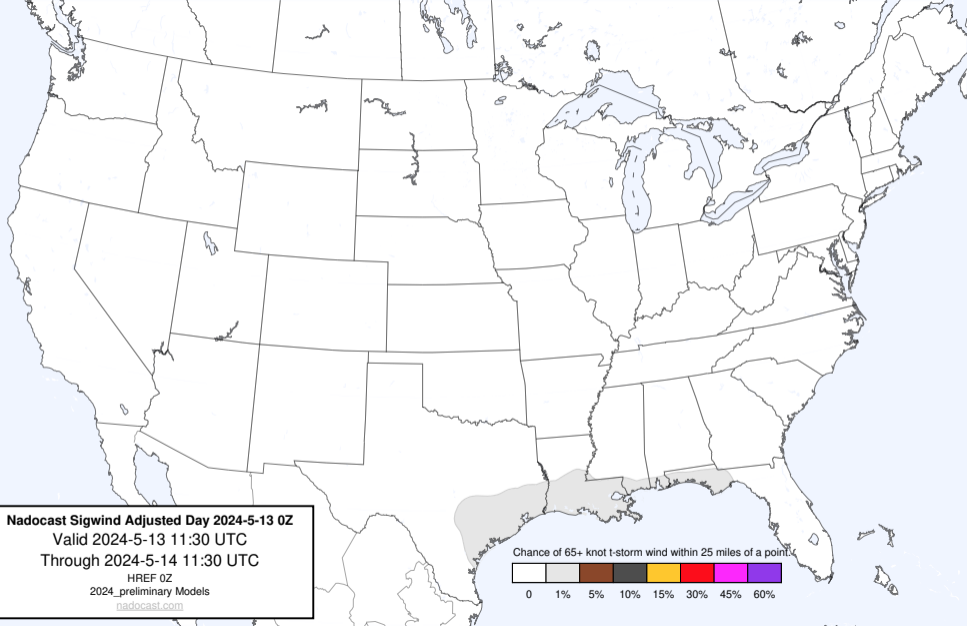 Nadocast Sigwind Adjusted Day 2024-5-13 0Z
Valid 2024-5-13 11:30 UTC
Through 2024-5-14 11:30 UTC
HREF 0Z
2024_preliminary Models
nadocast.com
Chance of 65+ knot t-storm wind within 25 miles of a point.
0 1% 5% 10% 15% 30% 45% 60%